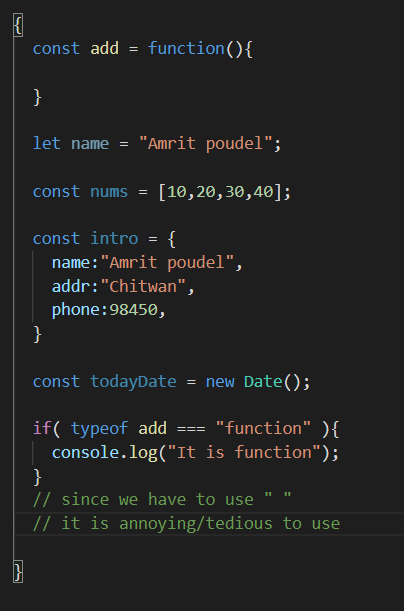 {
const add = function(){
}
let name = "Amrit poudel";
const nums = [10,20,30,40];
const intro = {
name:"Amrit poudel",
addr:"Chitwan",
phone:98450,
}
const todayDate = new Date();
if( typeof add === "function" ){
console.log("It is function");
}
// since we have to use " "
// it is annoying/tedious to use
}